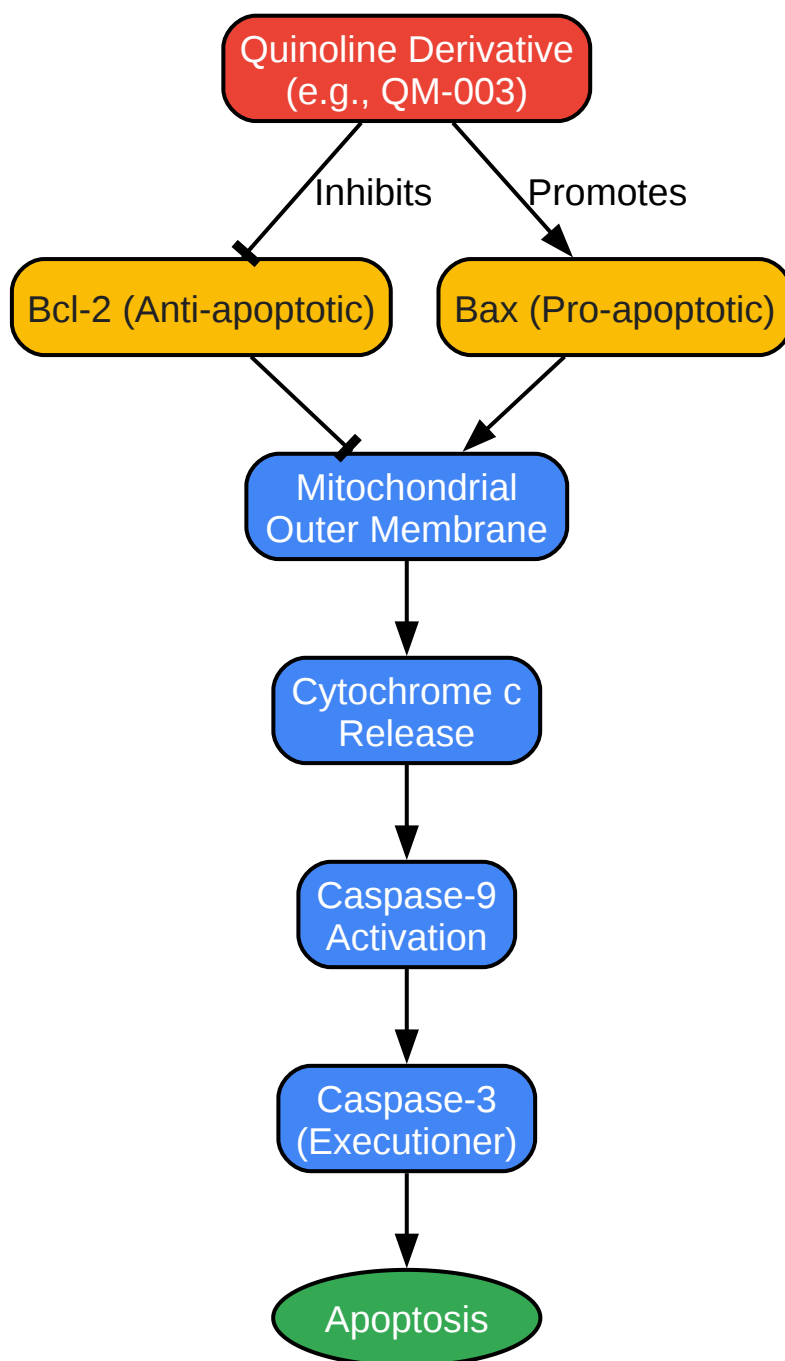 Quinoline Derivative
(e.g., QM-003)
Inhibits
Promotes
Bcl-2 (Anti-apoptotic)
Bax (Pro-apoptotic)
Mitochondrial
Outer Membrane
Cytochrome c
Release
Caspase-9
Activation
Caspase-3
(Executioner)
Apoptosis